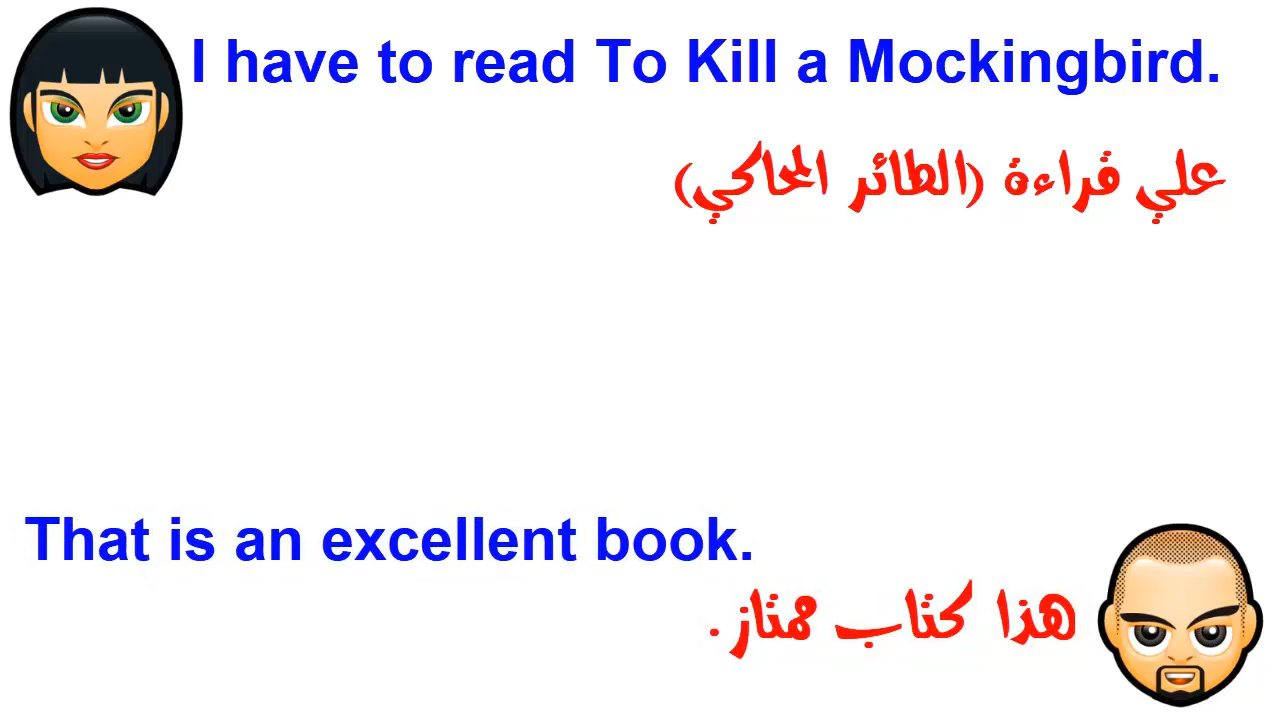 I have to read To Kill a Mockingbird.
علي قراءة (الطائر المحاكي)
That is an excellent book.
هذا كتاب ممتاز.